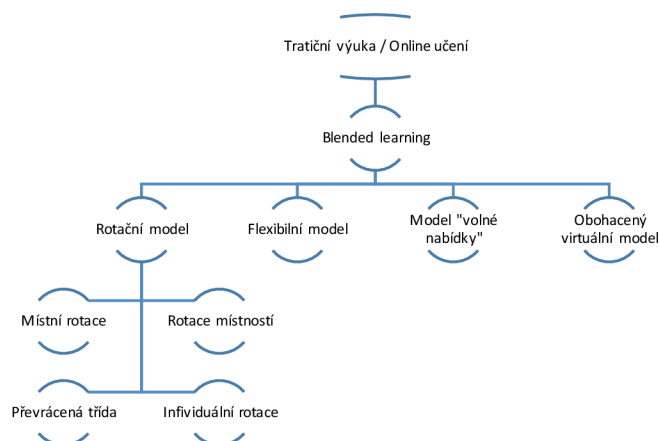 Tratiční výuka / Online učení
Blended learning
Rotační model
Flexibilní model
Model "volné
nabídky"
Obohacený
virtuální model
Místní rotace
Rotace místností
Převrácená třída
Infividuální rotace